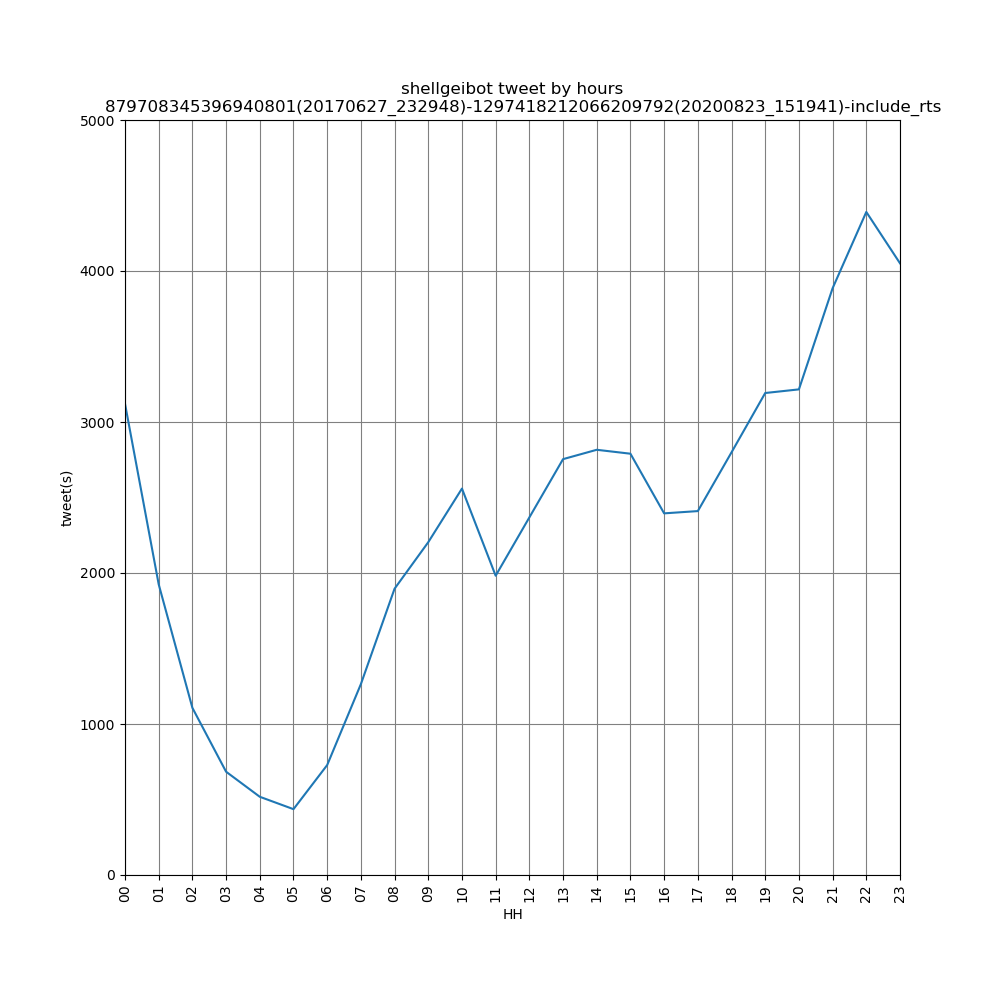 shellgeibot tweet by hours
879708345396940801(20170627_232948)-1297418212066209792(20200823_151941)-include_rts
5000
4000
3000
2000
1000
0
tweet(s)
00 01 02 03 04 05 06 07 08 09 10 11 12 13 14 15 16 17 18 19 20 21 22 23
HH